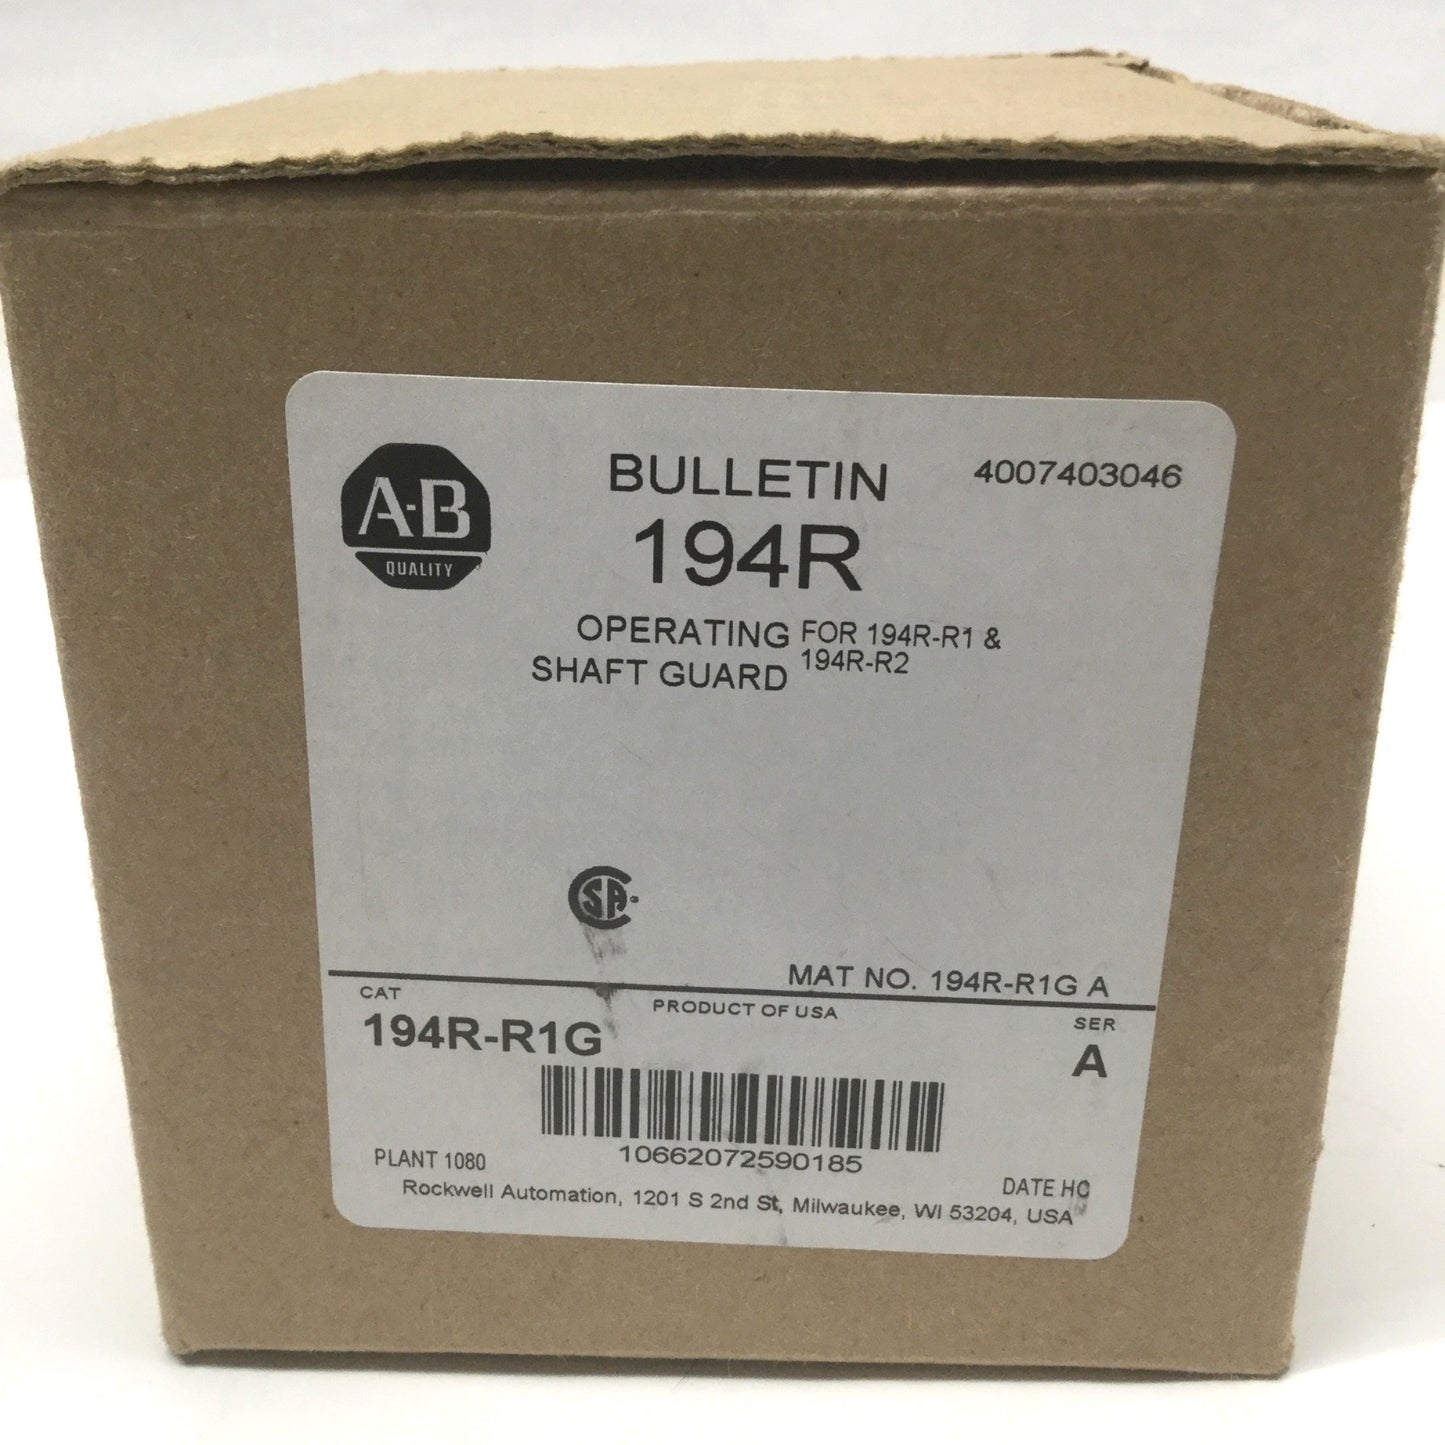 A-B
QUALITY
BULLETIN
194R
4007403046
OPERATING FOR 194R-R1 &
SHAFT GUARD 194R-R2
CSA
MAT NO. 194R-R1G A
CAT
PRODUCT OF USA
SER
194R-R1G
A
10662072590185
PLANT 1080
DATE HC
Rockwell Automation, 1201 S 2nd St, Milwaukee, WI 53204, USA